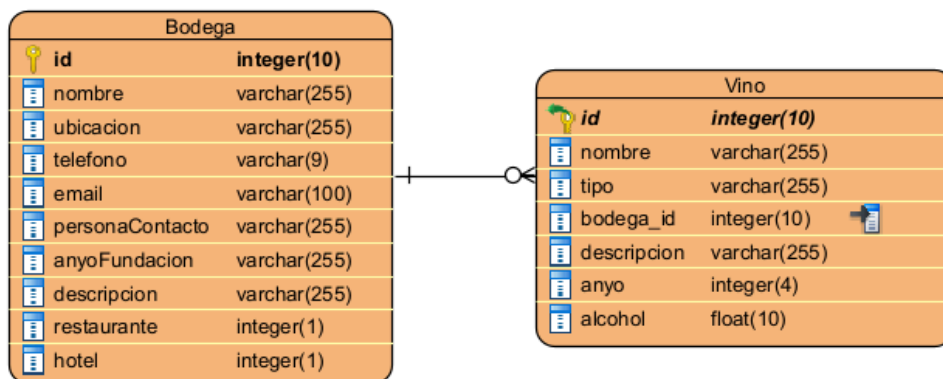 Bodega
id integer(10)
nombre varchar(255)
ubicacion varchar(255)
telefono varchar(9)
email varchar(100)
personaContacto varchar(255)
anyoFundacion varchar(255)
descripcion varchar(255)
restaurante integer(1)
hotel integer(1)
Vino
id integer(10)
nombre varchar(255)
tipo varchar(255)
bodega_id integer(10)
descripcion varchar(255)
anyo integer(4)
alcohol float(10)